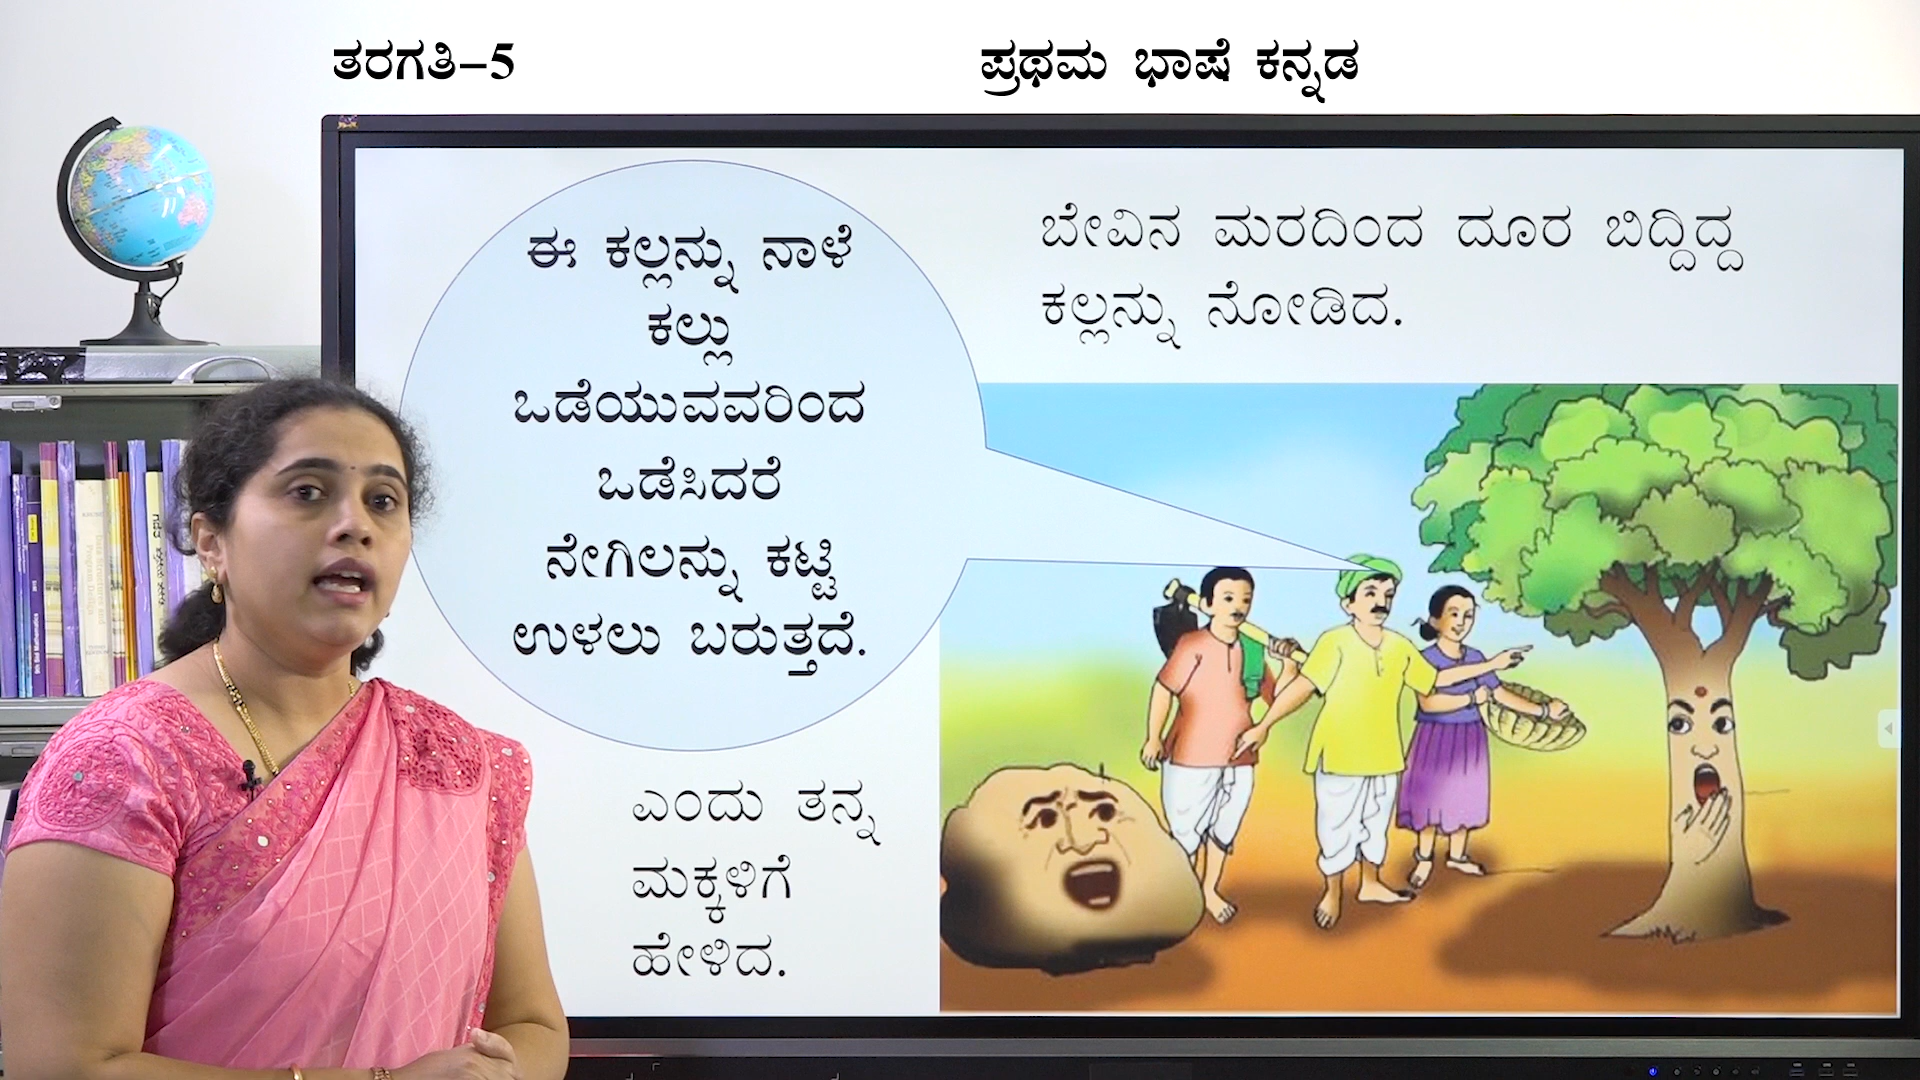 ತರಗತಿ-5
ಪ್ರಥಮ ಭಾಷೆ ಕನ್ನಡ
ಬೇವಿನ ಮರದಿಂದ ದೂರ ಬಿದ್ದಿದ್ದ
ಕಲ್ಲನ್ನು ನೋಡಿದ.
ಈ ಕಲ್ಲನ್ನು ನಾಳೆ
ಕಲ್ಲು
ಒಡೆಯುವವರಿಂದ
ಒಡೆಸಿದರೆ
ನೇಗಿಲನ್ನು ಕಟ್ಟಿ
ಉಳಲು ಬರುತ್ತದೆ.
ಎಂದು ತನ್ನ
ಮಕ್ಕಳಿಗೆ
ಹೇಳಿದ.